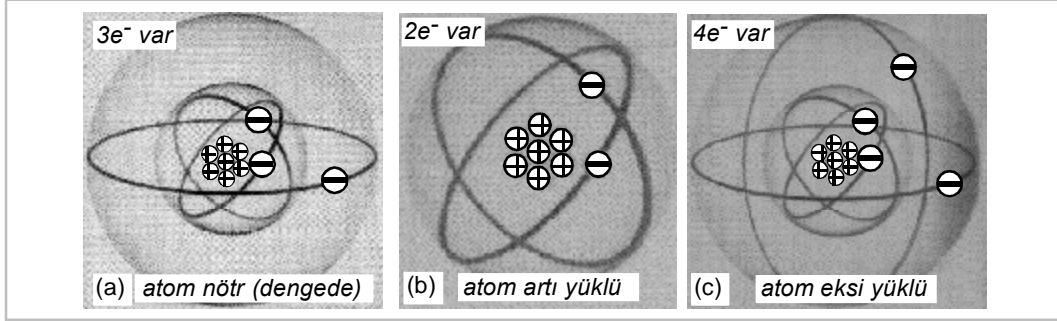 3e⁻ var
2e⁻ var
4e⁻ var
(a) atom nötr (dengede)
(b) atom artı yüklü
(c) atom eksi yüklü